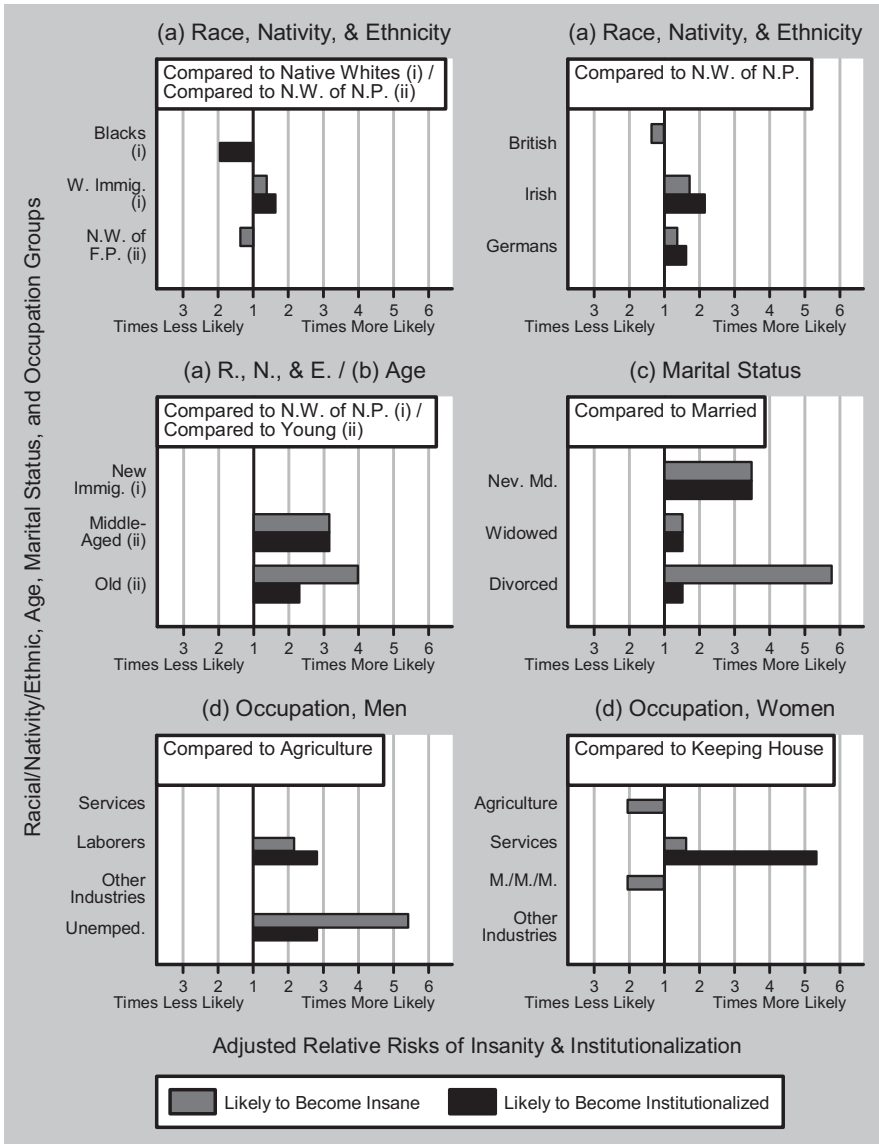 (a) Race, Nativity, & Ethnicity
Compared to Native Whites (i) /
Compared to N.W. of N.P. (ii)
Blacks
(i)
W. Immig.
(i)
N.W. of
F.P. (ii)
3 2 1 2 3 4 5 6
Times Less Likely Times More Likely
(a) Race, Nativity, & Ethnicity
Compared to N.W. of N.P.
British
Irish
Germans
3 2 1 2 3 4 5 6
Times Less Likely Times More Likely
(a) R., N., & E. / (b) Age
Compared to N.W. of N.P. (i) /
Compared to Young (ii)
New
Immig. (i)
Middle-
Aged (ii)
Old (ii)
3 2 1 2 3 4 5 6
Times Less Likely Times More Likely
(c) Marital Status
Compared to Married
Nev. Md.
Widowed
Divorced
3 2 1 2 3 4 5 6
Times Less Likely Times More Likely
(d) Occupation, Men
Compared to Agriculture
Services
Laborers
Other
Industries
Unemped.
3 2 1 2 3 4 5 6
Times Less Likely Times More Likely
(d) Occupation, Women
Compared to Keeping House
Agriculture
Services
M./M./M.
Other
Industries
3 2 1 2 3 4 5 6
Times Less Likely Times More Likely
Racial/Nativity/Ethnic, Age, Marital Status, and Occupation Groups
Adjusted Relative Risks of Insanity & Institutionalization
Likely to Become Insane Likely to Become Institutionalized